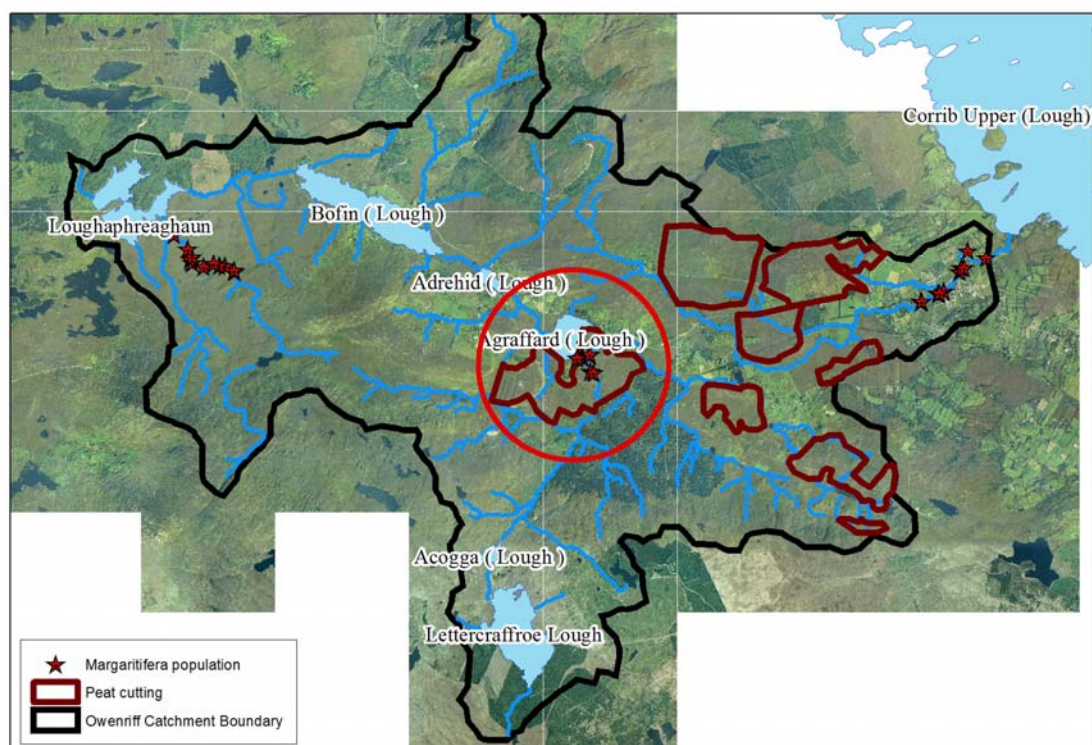 Corrib Upper (Lough)
Bofin ( Lough )
Loughaphreaghaun
Adrehid ( Lough )
Agraffard ( Lough )
Acogga ( Lough )
Lettercraffroe Lough
Margaritifera population
Peat cutting
Owenriff Catchment Boundary